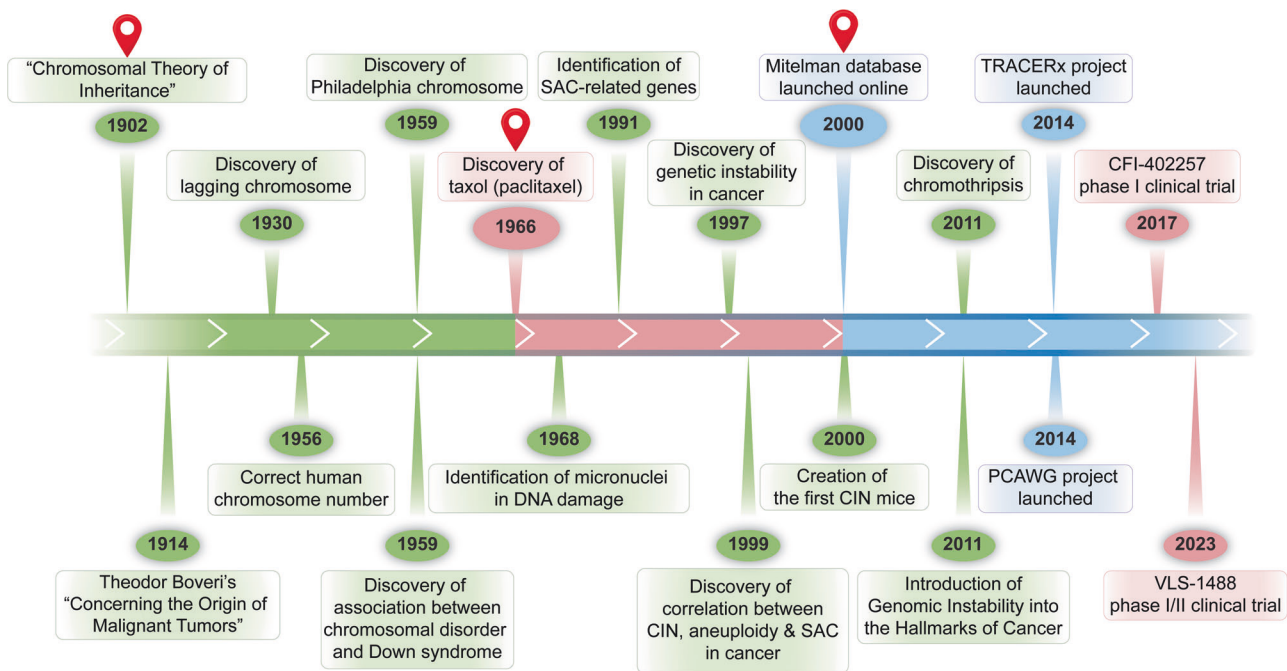 “Chromosomal Theory of
Inheritance”
1902
Discovery of
lagging chromosome
1930
Discovery of
Philadelphia chromosome
1959
Discovery of
taxol (paclitaxel)
1966
Identification of
SAC-related genes
1991
Discovery of
genetic instability
in cancer
1997
Mitelman database
launched online
2000
Discovery of
chromothripsis
2011
TRACERx project
launched
2014
CFI-402257
phase I clinical trial
2017
1914
Theodor Boveri’s
“Concerning the Origin of
Malignant Tumors”
1956
Correct human
chromosome number
1959
Discovery of
association between
chromosomal disorder
and Down syndrome
1968
Identification of micronuclei
in DNA damage
1999
Discovery of
correlation between
CIN, aneuploidy & SAC
in cancer
2000
Creation of
the first CIN mice
2011
Introduction of
Genomic Instability into
the Hallmarks of Cancer
2014
PCAWG project
launched
2023
VLS-1488
phase I/II clinical trial